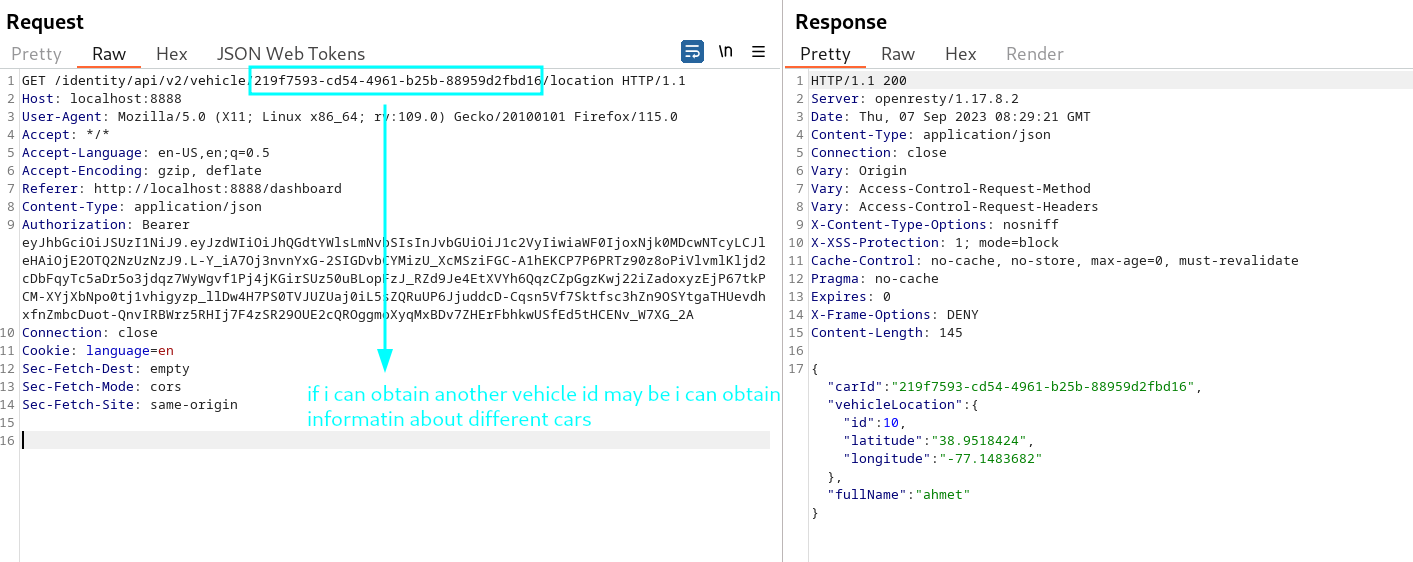 Request
Pretty Raw Hex JSON Web Tokens
\n
1 GET /identity/api/v2/vehicle/219f7593-cd54-4961-b25b-88959d2fbd16/location HTTP/1.1
2 Host: localhost:8888
3 User-Agent: Mozilla/5.0 (X11; Linux x86_64; rv:109.0) Gecko/20100101 Firefox/115.0
4 Accept: */*
5 Accept-Language: en-US,en;q=0.5
6 Accept-Encoding: gzip, deflate
7 Referer: http://localhost:8888/dashboard
8 Content-Type: application/json
9 Authorization: Bearer
eyJhbGciOiJSUzI1NiJ9.eyJzdWIiOiJhQGdtYWlsLmNvbSIsInJvbGUiOiJ1c2VyIiwiaWF0IjoxNjk0MDcwNTcyLCJl
eHAiOjE2OTQ2NzUzNzJ9.L-Y_iA7Oj3nvnYxG-2SIGDvbCYMizU_XcMSziFGC-A1hEKCP7P6PRTz90z8oPiVlvmlKljd2
cDbFqyTc5aDr5o3jdqz7WyWgvf1Pj4jKGirSUz50uBLopFzJ_RZd9Je4EtXVYh6QqzCZpGgzKwj22iZadoxyzEjP67tkP
CM-XYjXbNpo0tj1vhigyzp_llDw4H7PS0TVJUZUaj0iL5sZQRuUP6JjuddcD-Cqsn5Vf7Sktfsc3hZn9OSYtgaTHUevdh
xfnZmbcDuot-QnvIRBWrz5RHIj7F4zSR29OUE2cQROggmoXyqMxBDv7ZHErFbhkwUSfEd5tHCENv_W7XG_2A
10 Connection: close
11 Cookie: language=en
12 Sec-Fetch-Dest: empty
13 Sec-Fetch-Mode: cors
14 Sec-Fetch-Site: same-origin
15
16
if i can obtain another vehicle id may be i can obtain
informatin about different cars
Response
Pretty Raw Hex Render
1 HTTP/1.1 200
2 Server: openresty/1.17.8.2
3 Date: Thu, 07 Sep 2023 08:29:21 GMT
4 Content-Type: application/json
5 Connection: close
6 Vary: Origin
7 Vary: Access-Control-Request-Method
8 Vary: Access-Control-Request-Headers
9 X-Content-Type-Options: nosniff
10 X-XSS-Protection: 1; mode=block
11 Cache-Control: no-cache, no-store, max-age=0, must-revalidate
12 Pragma: no-cache
13 Expires: 0
14 X-Frame-Options: DENY
15 Content-Length: 145
16
17 {
"carId":"219f7593-cd54-4961-b25b-88959d2fbd16",
"vehicleLocation":{
"id":10,
"latitude":"38.9518424",
"longitude":"-77.1483682"
},
"fullName":"ahmet"
}